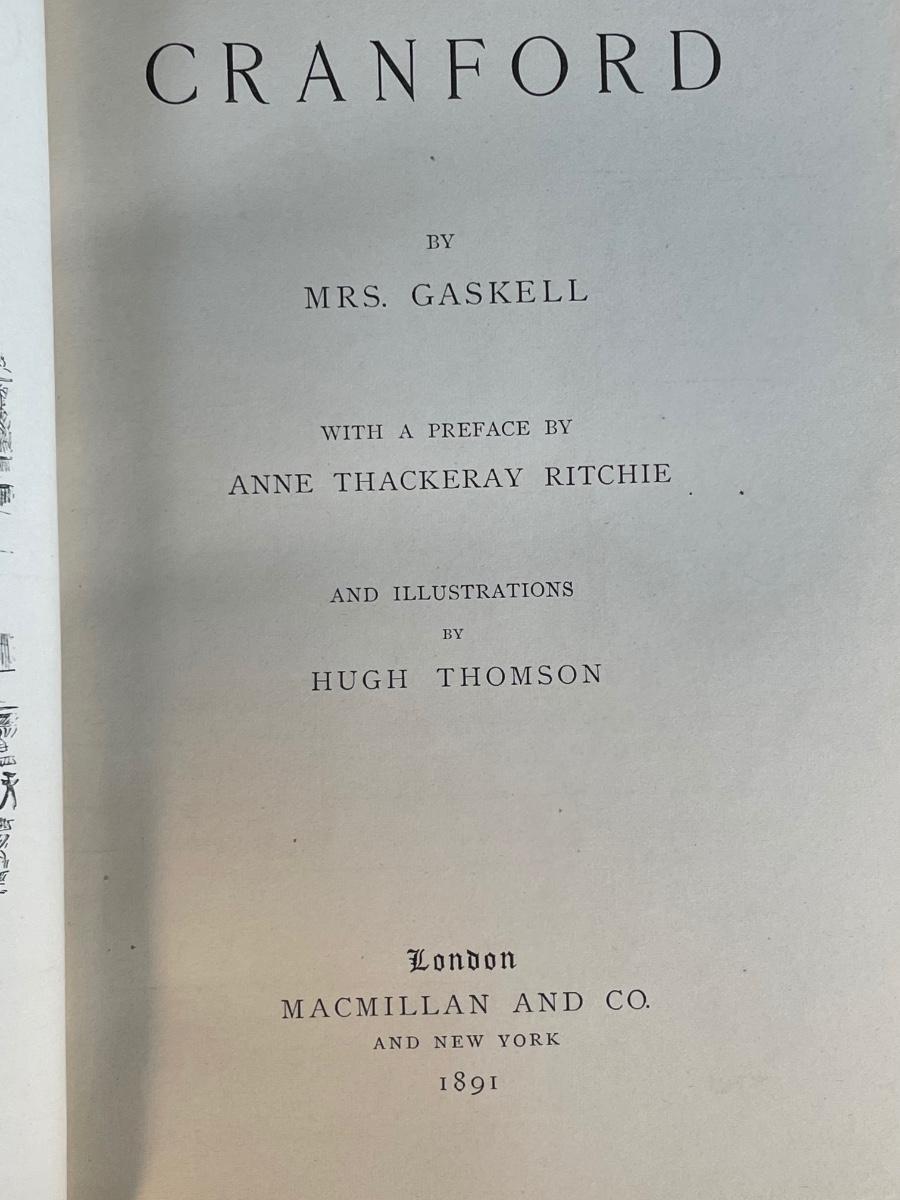 CRANFORD
BY
MRS. GASKELL
WITH A PREFACE BY
ANNE THACKERAY RITCHIE
AND ILLUSTRATIONS
BY
HUGH THOMSON
London
MACMILLAN AND CO.
AND NEW YORK
1891